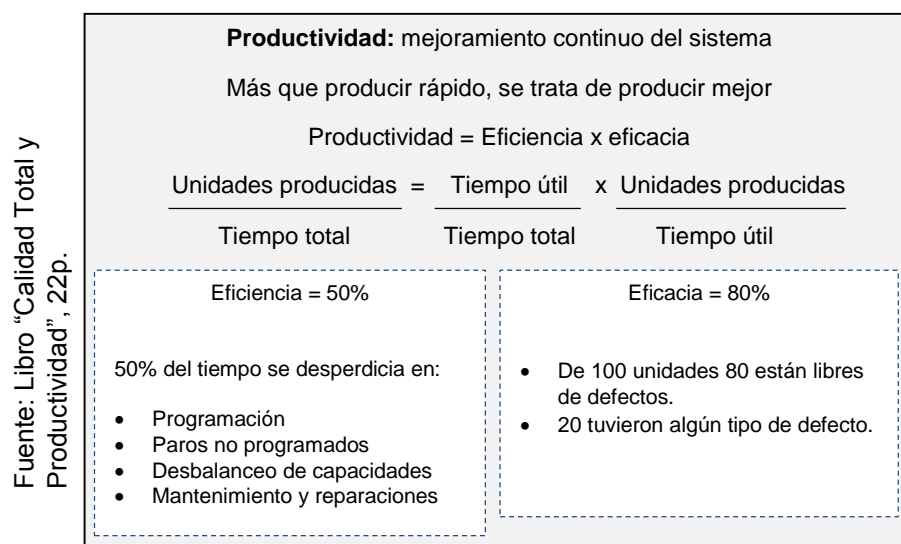 Fuente: Libro “Calidad Total y
Productividad”, 22p.
Productividad: mejoramiento continuo del sistema
Más que producir rápido, se trata de producir mejor
Productividad = Eficiencia x eficacia
Unidades producidas = Tiempo útil x Unidades producidas
Tiempo total Tiempo total Tiempo útil
Eficiencia = 50%
50% del tiempo se desperdicia en:
• Programación
• Paros no programados
• Desbalanceo de capacidades
• Mantenimiento y reparaciones
Eficacia = 80%
• De 100 unidades 80 están libres
de defectos.
• 20 tuvieron algún tipo de defecto.